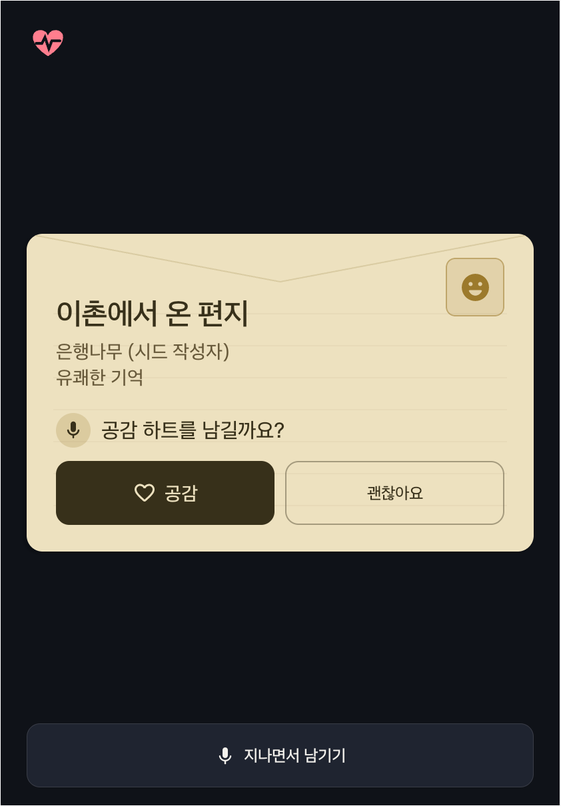 이촌에서 온 편지
은행나무 (시드 작성자)
유쾌한 기억
공감 하트를 남길까요?
공감
괜찮아요
지나면서 남기기